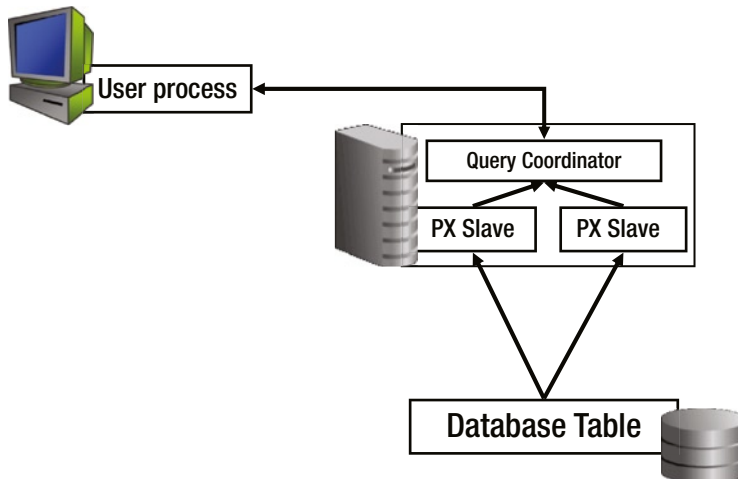 User process
Query Coordinator
PX Slave
PX Slave
Database Table